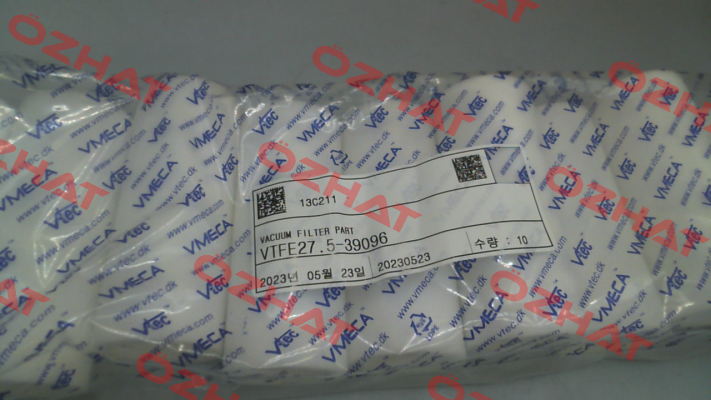 13C211
VACUUM FILTER PART
VTFE27.5-39096
2023년 05월 23일 20230523 수량 : 10
VMECA
Vtec
www.vmeca.com
www.vtec.dk
ÖZHAT